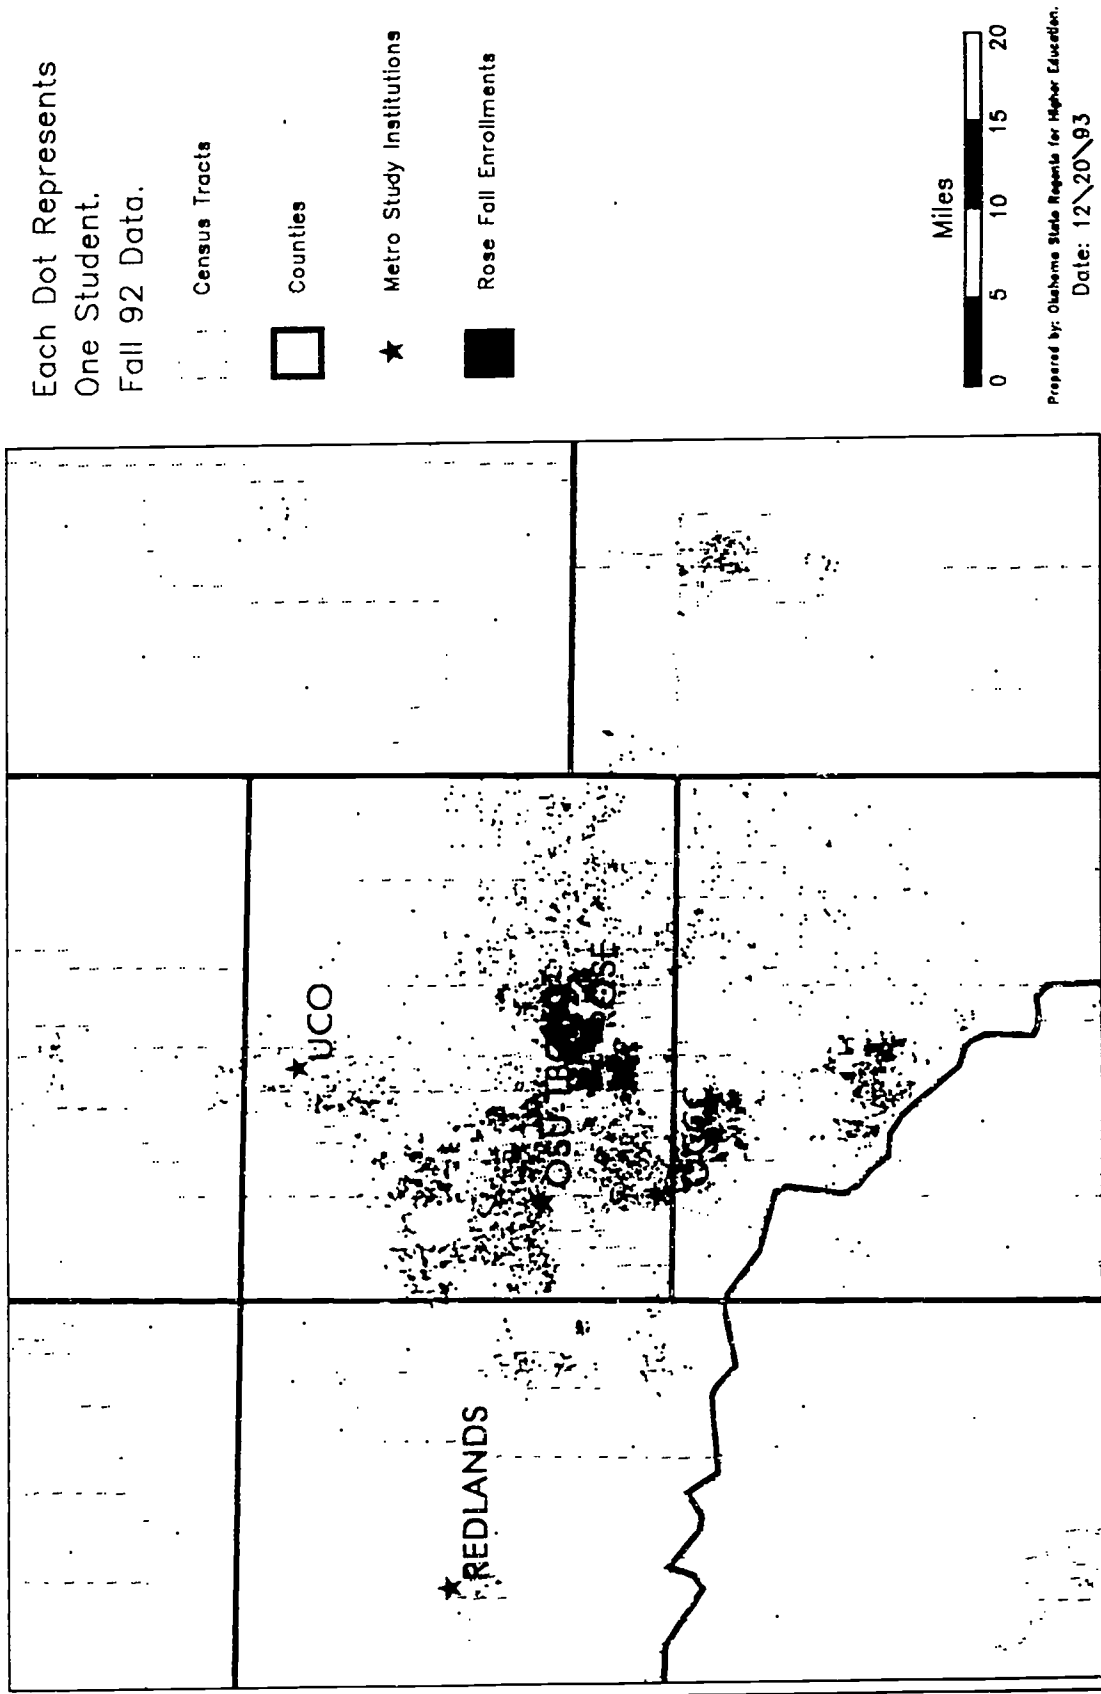 Each Dot Represents
One Student.
Fall 92 Data.
Census Tracts
Counties
Metro Study Institutions
Rose Fall Enrollments
Miles
0 5 10 15 20
Prepared by: Oklahoma State Regents for Higher Education.
Date: 12\20\93
UCO
OSU-TB
ROSE
REDLANDS